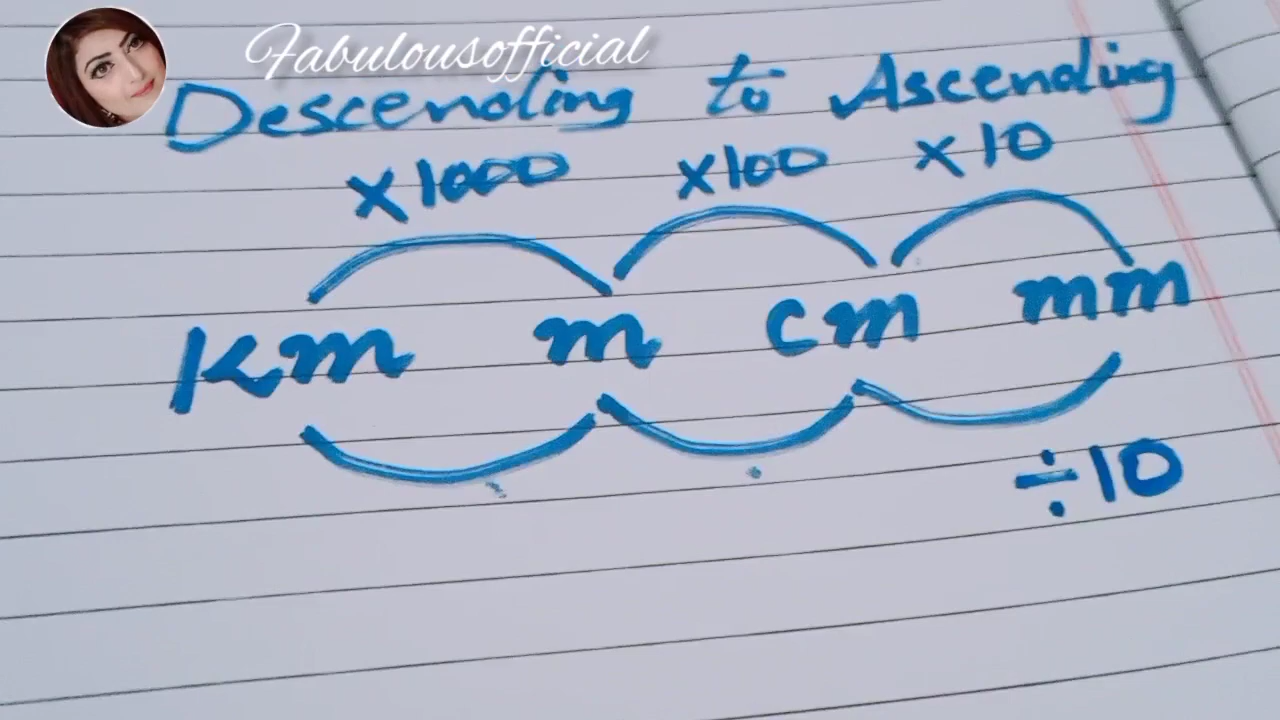 Fabulousofficial
Descending to Ascending
×1000 ×100 ×10
km m cm mm
÷10